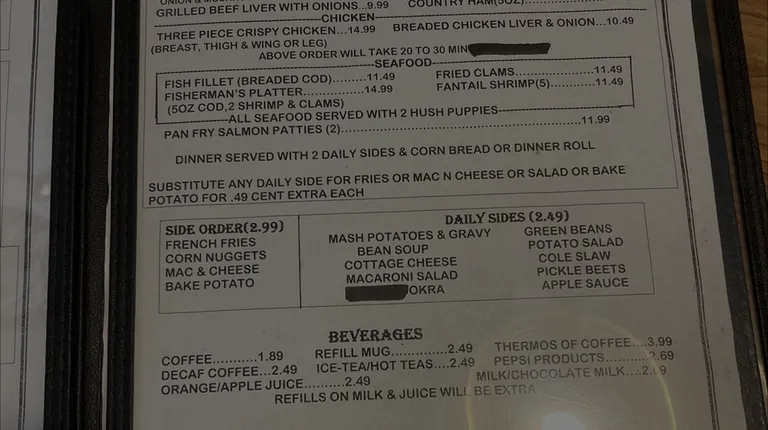 GRILLED BEEF LIVER WITH ONIONS...9.99
COUNTRY HAM(5OZ)
CHICKEN
THREE PIECE CRISPY CHICKEN...14.99 BREADED CHICKEN LIVER & ONION...10.49
(BREAST, THIGH & WING OR LEG)
ABOVE ORDER WILL TAKE 20 TO 30 MIN
SEAFOOD
FISH FILLET (BREADED COD)........11.49 FRIED CLAMS........................11.49
FISHERMAN'S PLATTER...............14.99 FANTAIL SHRIMP(5)............11.49
(5OZ COD,2 SHRIMP & CLAMS)
ALL SEAFOOD SERVED WITH 2 HUSH PUPPIES
PAN FRY SALMON PATTIES (2)..........................................................11.99
DINNER SERVED WITH 2 DAILY SIDES & CORN BREAD OR DINNER ROLL
SUBSTITUTE ANY DAILY SIDE FOR FRIES OR MAC N CHEESE OR SALAD OR BAKE
POTATO FOR .49 CENT EXTRA EACH
SIDE ORDER(2.99)
FRENCH FRIES
CORN NUGGETS
MAC & CHEESE
BAKE POTATO
DAILY SIDES (2.49)
MASH POTATOES & GRAVY
BEAN SOUP
COTTAGE CHEESE
MACARONI SALAD
OKRA
GREEN BEANS
POTATO SALAD
COLE SLAW
PICKLE BEETS
APPLE SAUCE
BEVERAGES
COFFEE...........1.89 REFILL MUG............2.49 THERMOS OF COFFEE....3.99
DECAF COFFEE...2.49 ICE-TEA/HOT TEAS....2.49 PEPSI PRODUCTS..........2.69
ORANGE/APPLE JUICE..........2.49 MILK/CHOCOLATE MILK....2.69
REFILLS ON MILK & JUICE WILL BE EXTRA